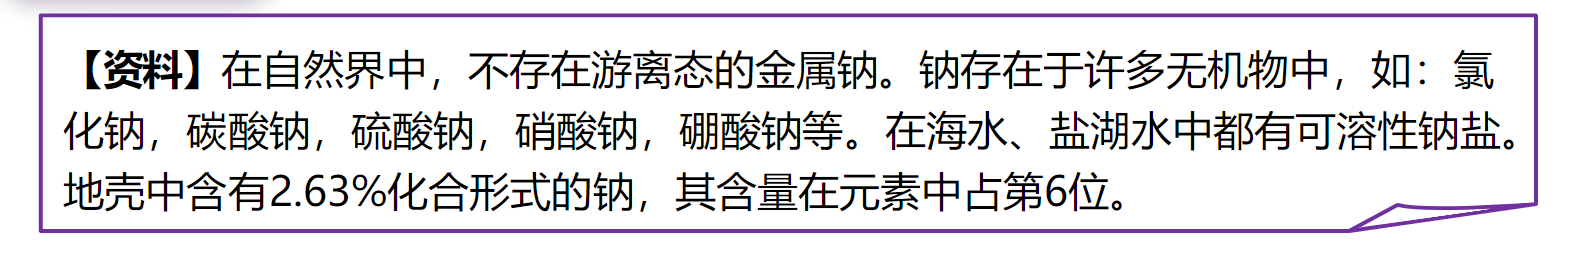 【资料】在自然界中，不存在游离态的金属钠。钠存在于许多无机物中，如：氯
化钠，碳酸钠，硫酸钠，硝酸钠，硼酸钠等。在海水、盐湖水中都有可溶性钠盐。
地壳中含有2.63%化合形式的钠，其含量在元素中占第6位。